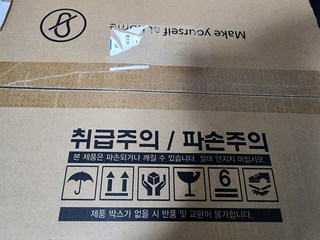 Make yourself at home
취급주의 / 파손주의
본 제품은 파손되거나 깨질 수 있습니다. 절대 던지지 마십시오.
6
제품 박스가 없을 시 반품 및 교환이 불가합니다.